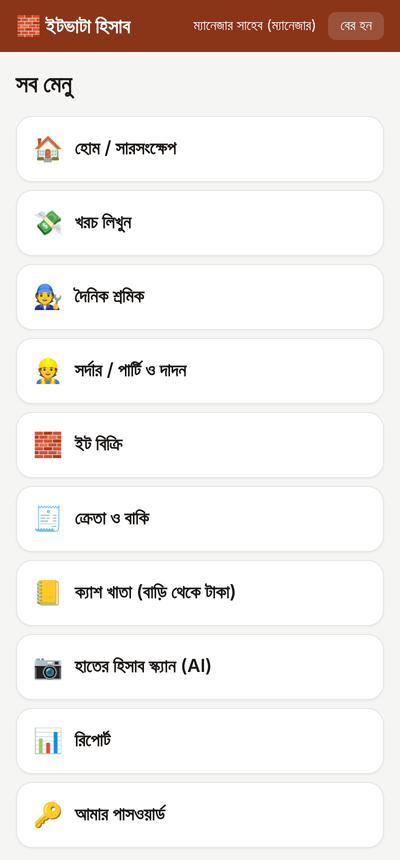 ইটভাটা হিসাব
ম্যানেজার সাহেব (ম্যানেজার)
বের হন
সব মেনু
হোম / সারসংক্ষেপ
খরচ লিখুন
দৈনিক শ্রমিক
সর্দার / পার্টি ও দাদন
ইট বিক্রি
ক্রেতা ও বাকি
ক্যাশ খাতা (বাড়ি থেকে টাকা)
হাতের হিসাব স্ক্যান (AI)
রিপোর্ট
আমার পাসওয়ার্ড